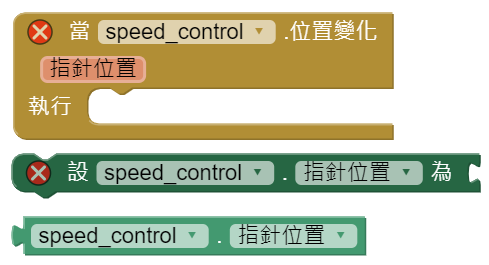 當 speed_control .位置變化
指針位置
執行
設 speed_control . 指針位置 為
speed_control . 指針位置